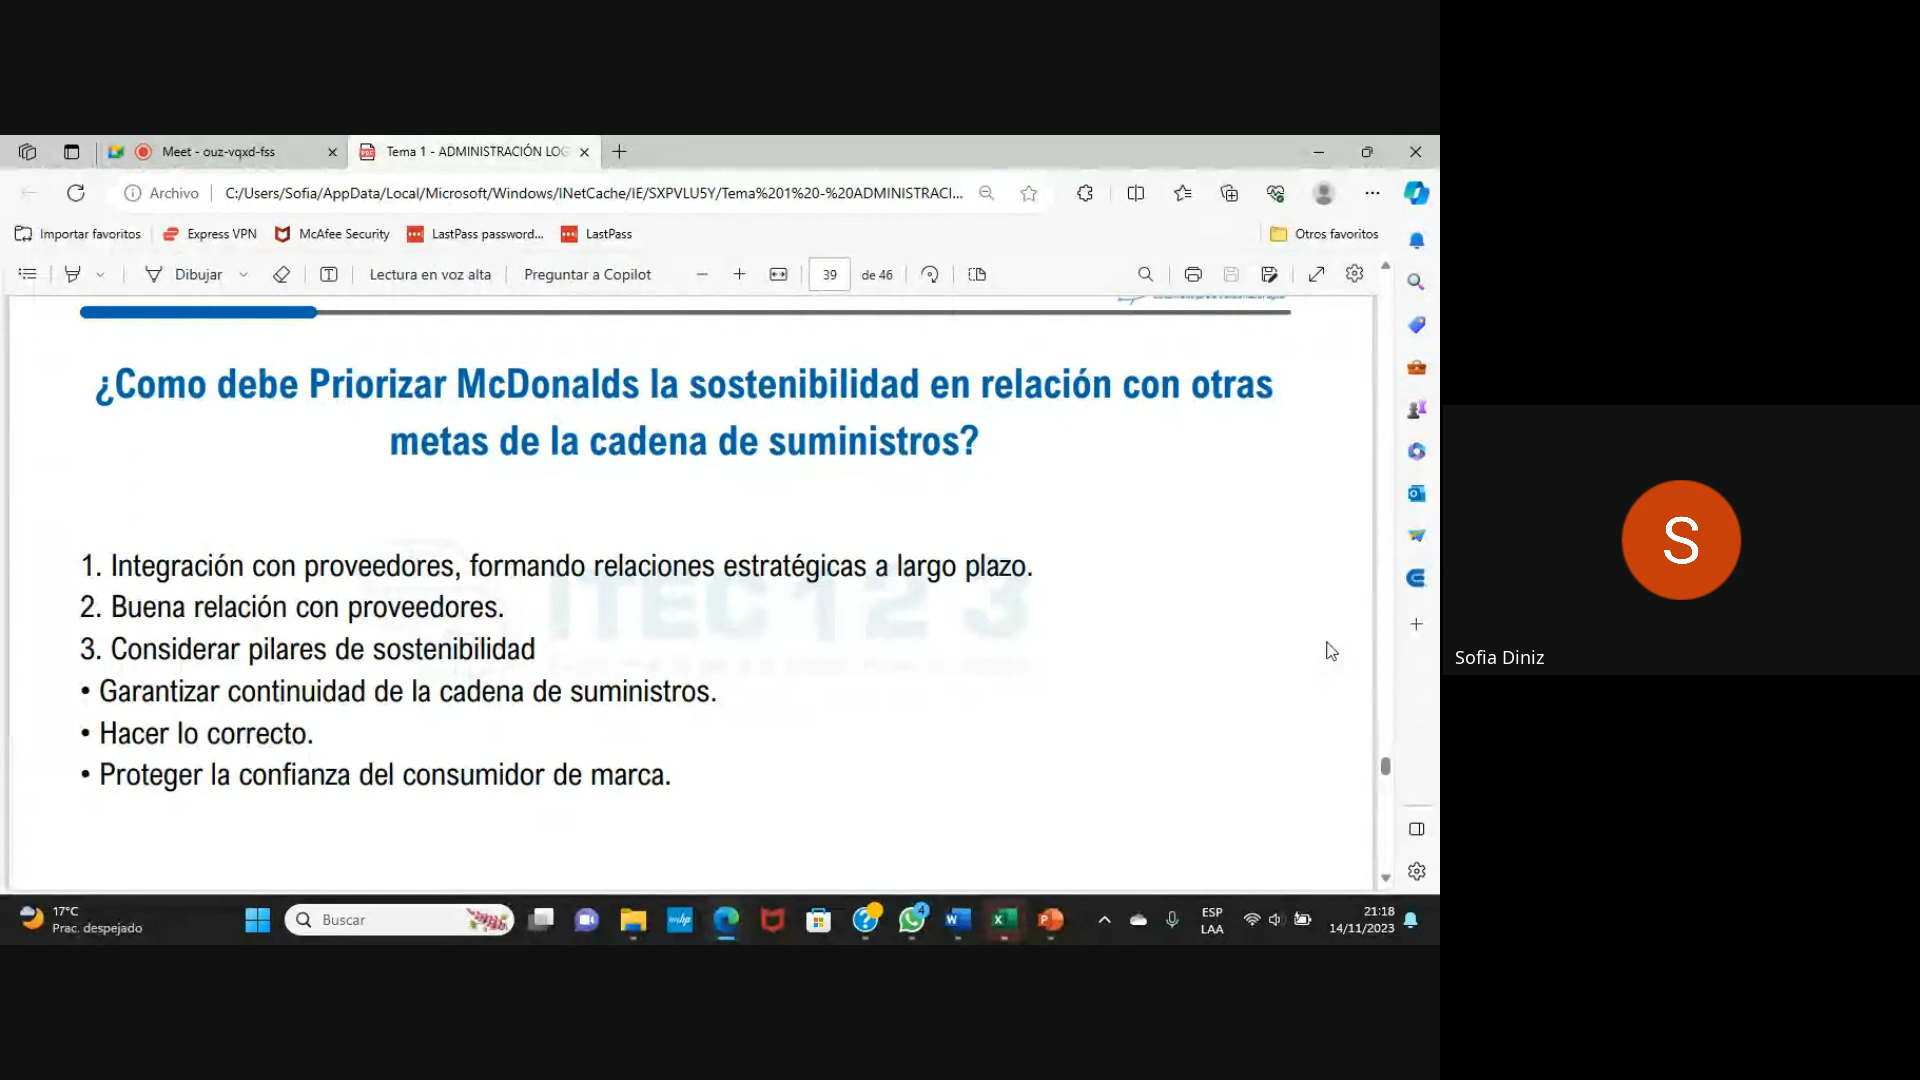 Meet - ouz-vqxd-fss
Tema 1 - ADMINISTRACIÓN LOG
Archivo
C:/Users/Sofia/AppData/Local/Microsoft/Windows/INetCache/IE/SXPVLU5Y/Tema%201%20-%20ADMINISTRACI...
Importar favoritos
Express VPN
McAfee Security
LastPass password...
LastPass
Otros favoritos
Dibujar
Lectura en voz alta
Preguntar a Copilot
39
de 46
¿Como debe Priorizar McDonalds la sostenibilidad en relación con otras
metas de la cadena de suministros?
ITEC 1 2 3
1. Integración con proveedores, formando relaciones estratégicas a largo plazo.
2. Buena relación con proveedores.
3. Considerar pilares de sostenibilidad
• Garantizar continuidad de la cadena de suministros.
• Hacer lo correcto.
• Proteger la confianza del consumidor de marca.
S
Sofia Diniz
17°C
Prac. despejado
Buscar
4
ESP
LAA
21:18
14/11/2023